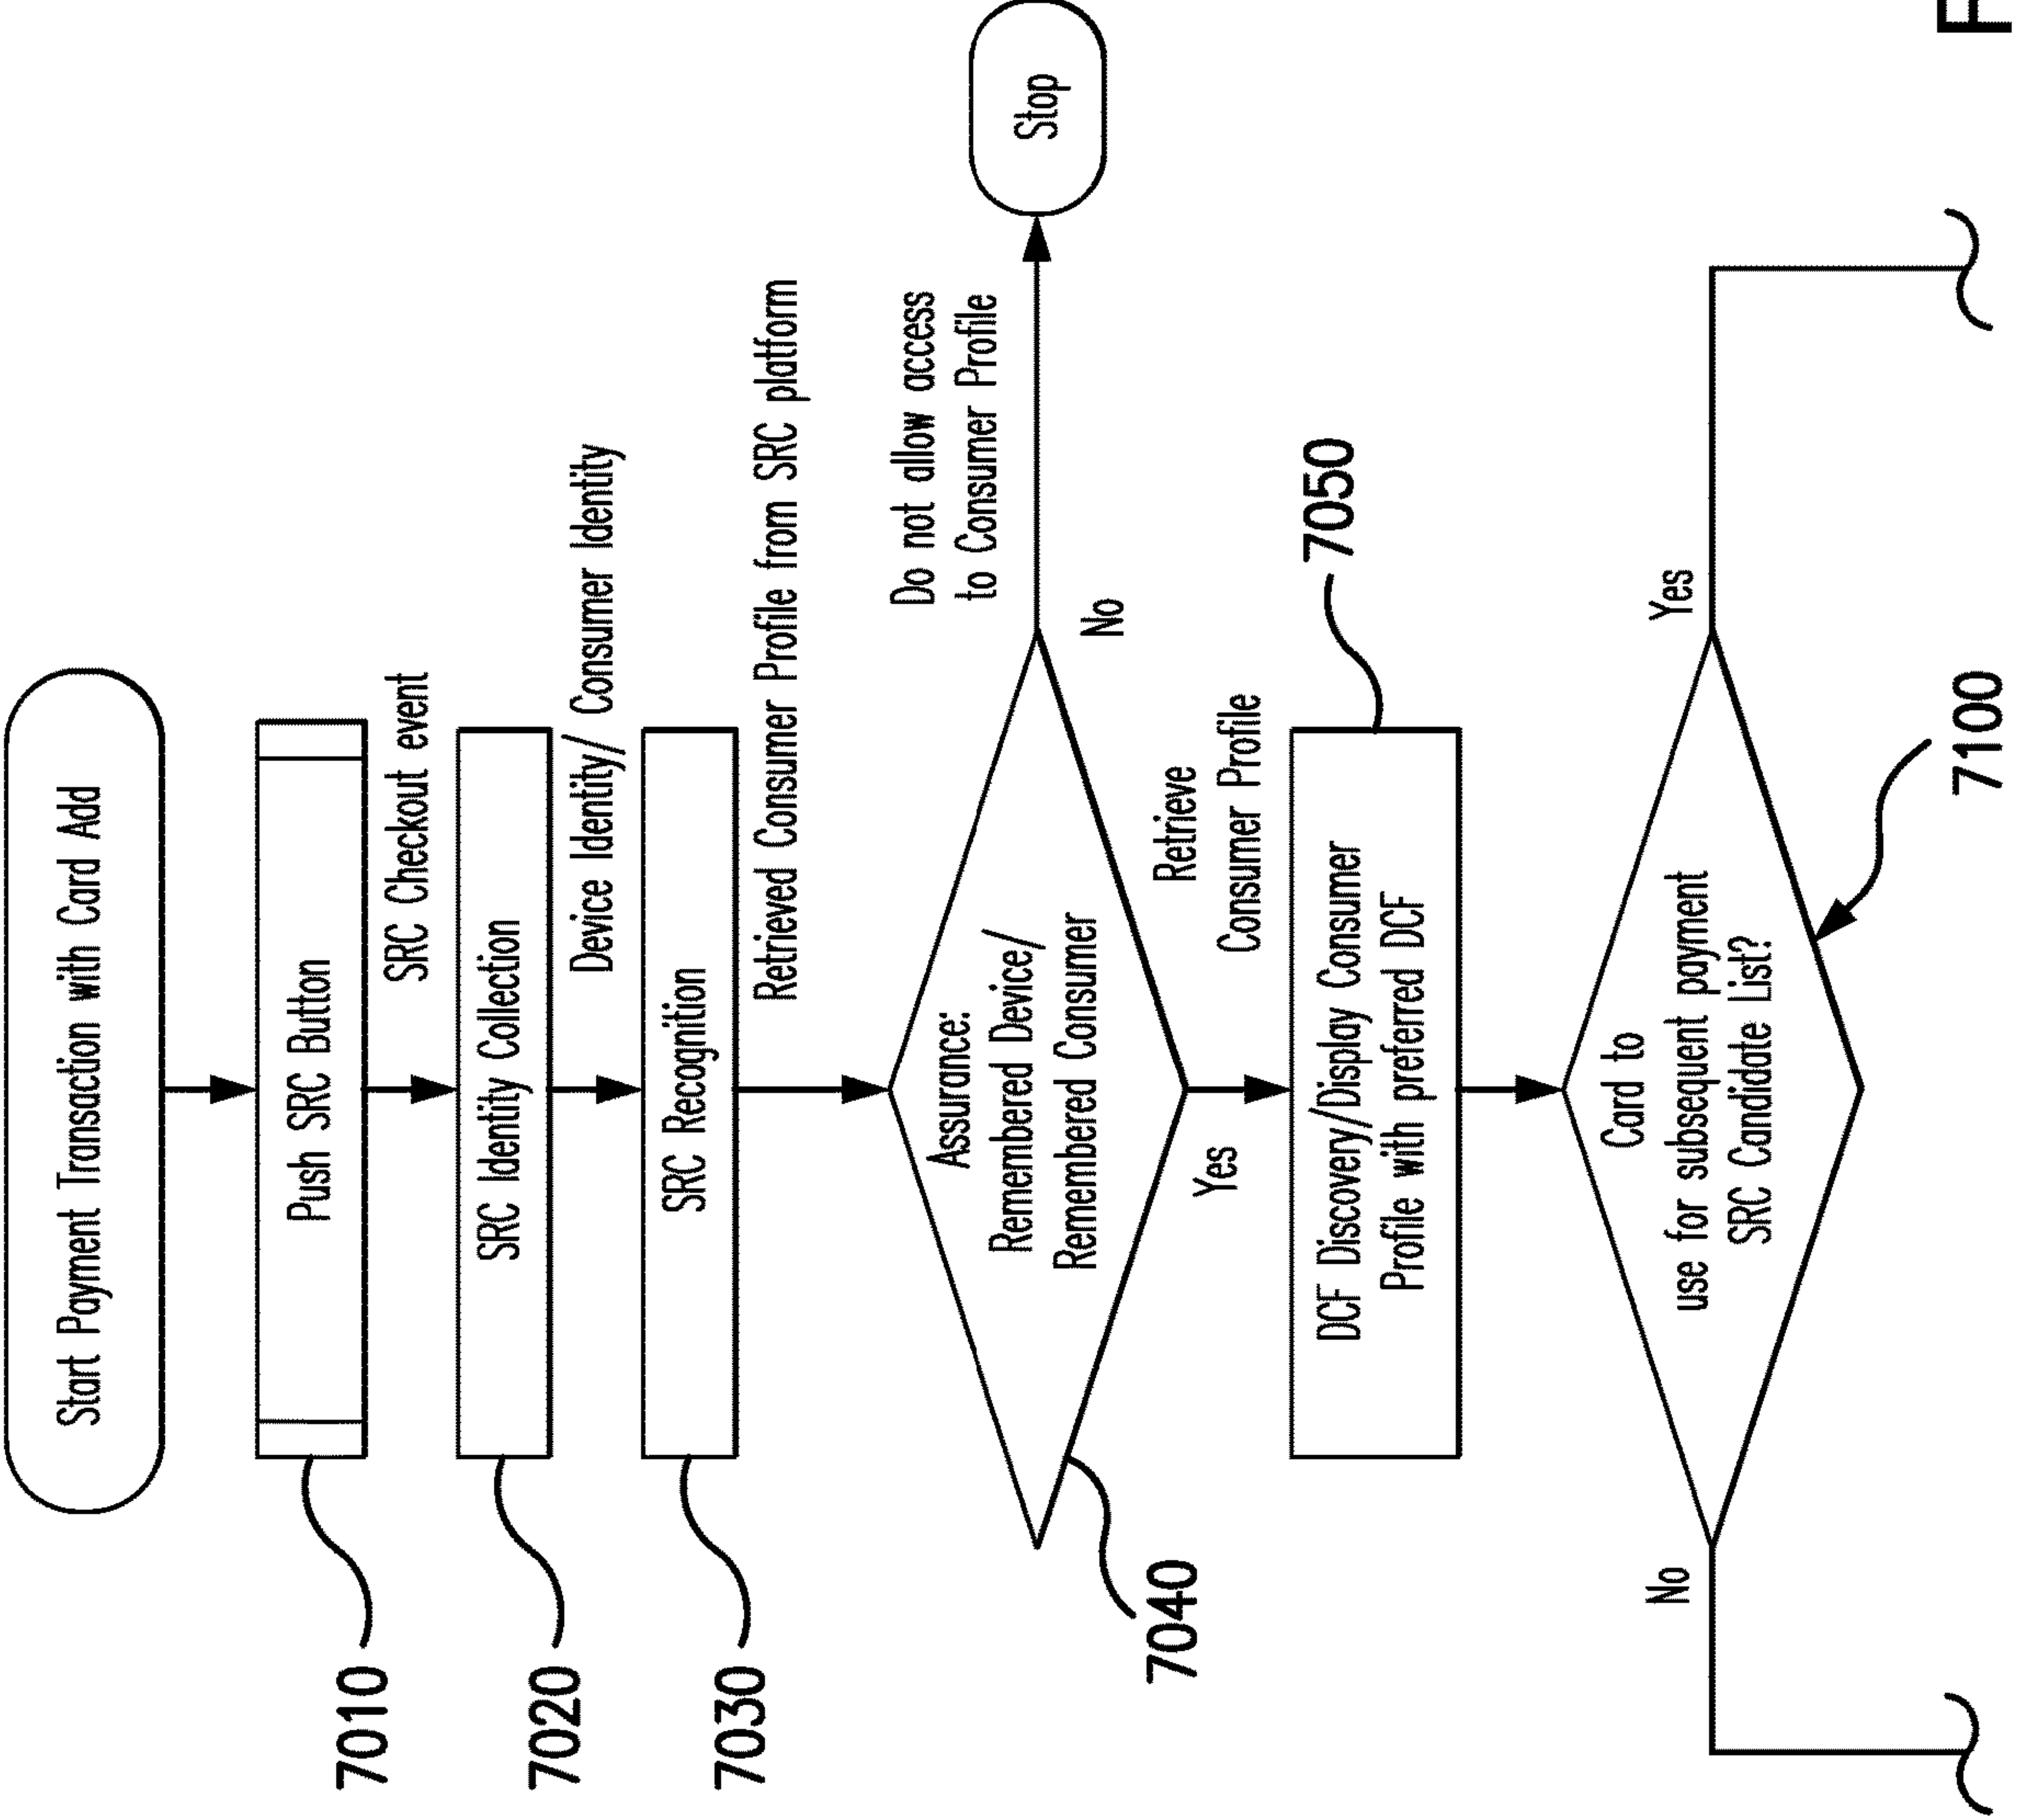 Start Payment Transaction with Card Add
Push SRC Button
7010
SRC Checkout event
SRC Identity Collection
7020
Device Identity/ Consumer Identity
SRC Recognition
7030
Retrieved Consumer Profile from SRC platform
Assurance:
Remembered Device/
Remembered Consumer
7040
Do not allow access
to Consumer Profile
No
Stop
Yes
Retrieve
Consumer Profile
DCF Discovery/Display Consumer
Profile with preferred DCF
7050
Card to
use for subsequent payment
SRC Candidate List?
No
Yes
7100